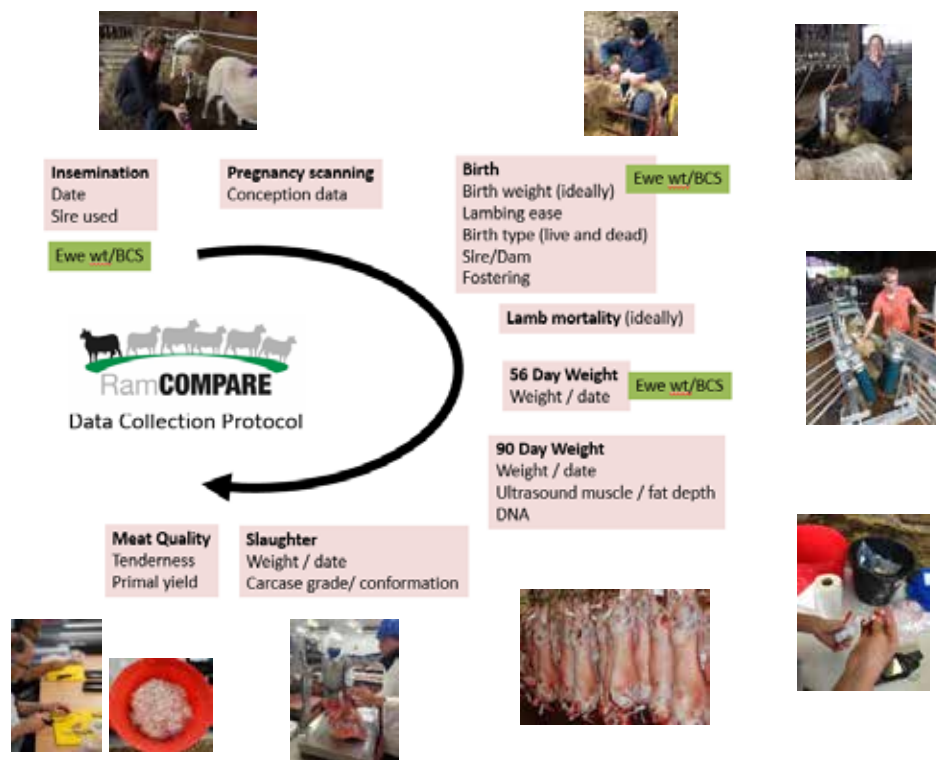 Insemination
Date
Sire used
Ewe wt/BCS
Pregnancy scanning
Conception data
Birth
Birth weight (ideally)
Lambing ease
Birth type (live and dead)
Sire/Dam
Fostering
Ewe wt/BCS
Lamb mortality (ideally)
56 Day Weight
Weight / date
Ewe wt/BCS
90 Day Weight
Weight / date
Ultrasound muscle / fat depth
DNA
RamCOMPARE
Data Collection Protocol
Slaughter
Weight / date
Carcase grade/ conformation
Meat Quality
Tenderness
Primal yield